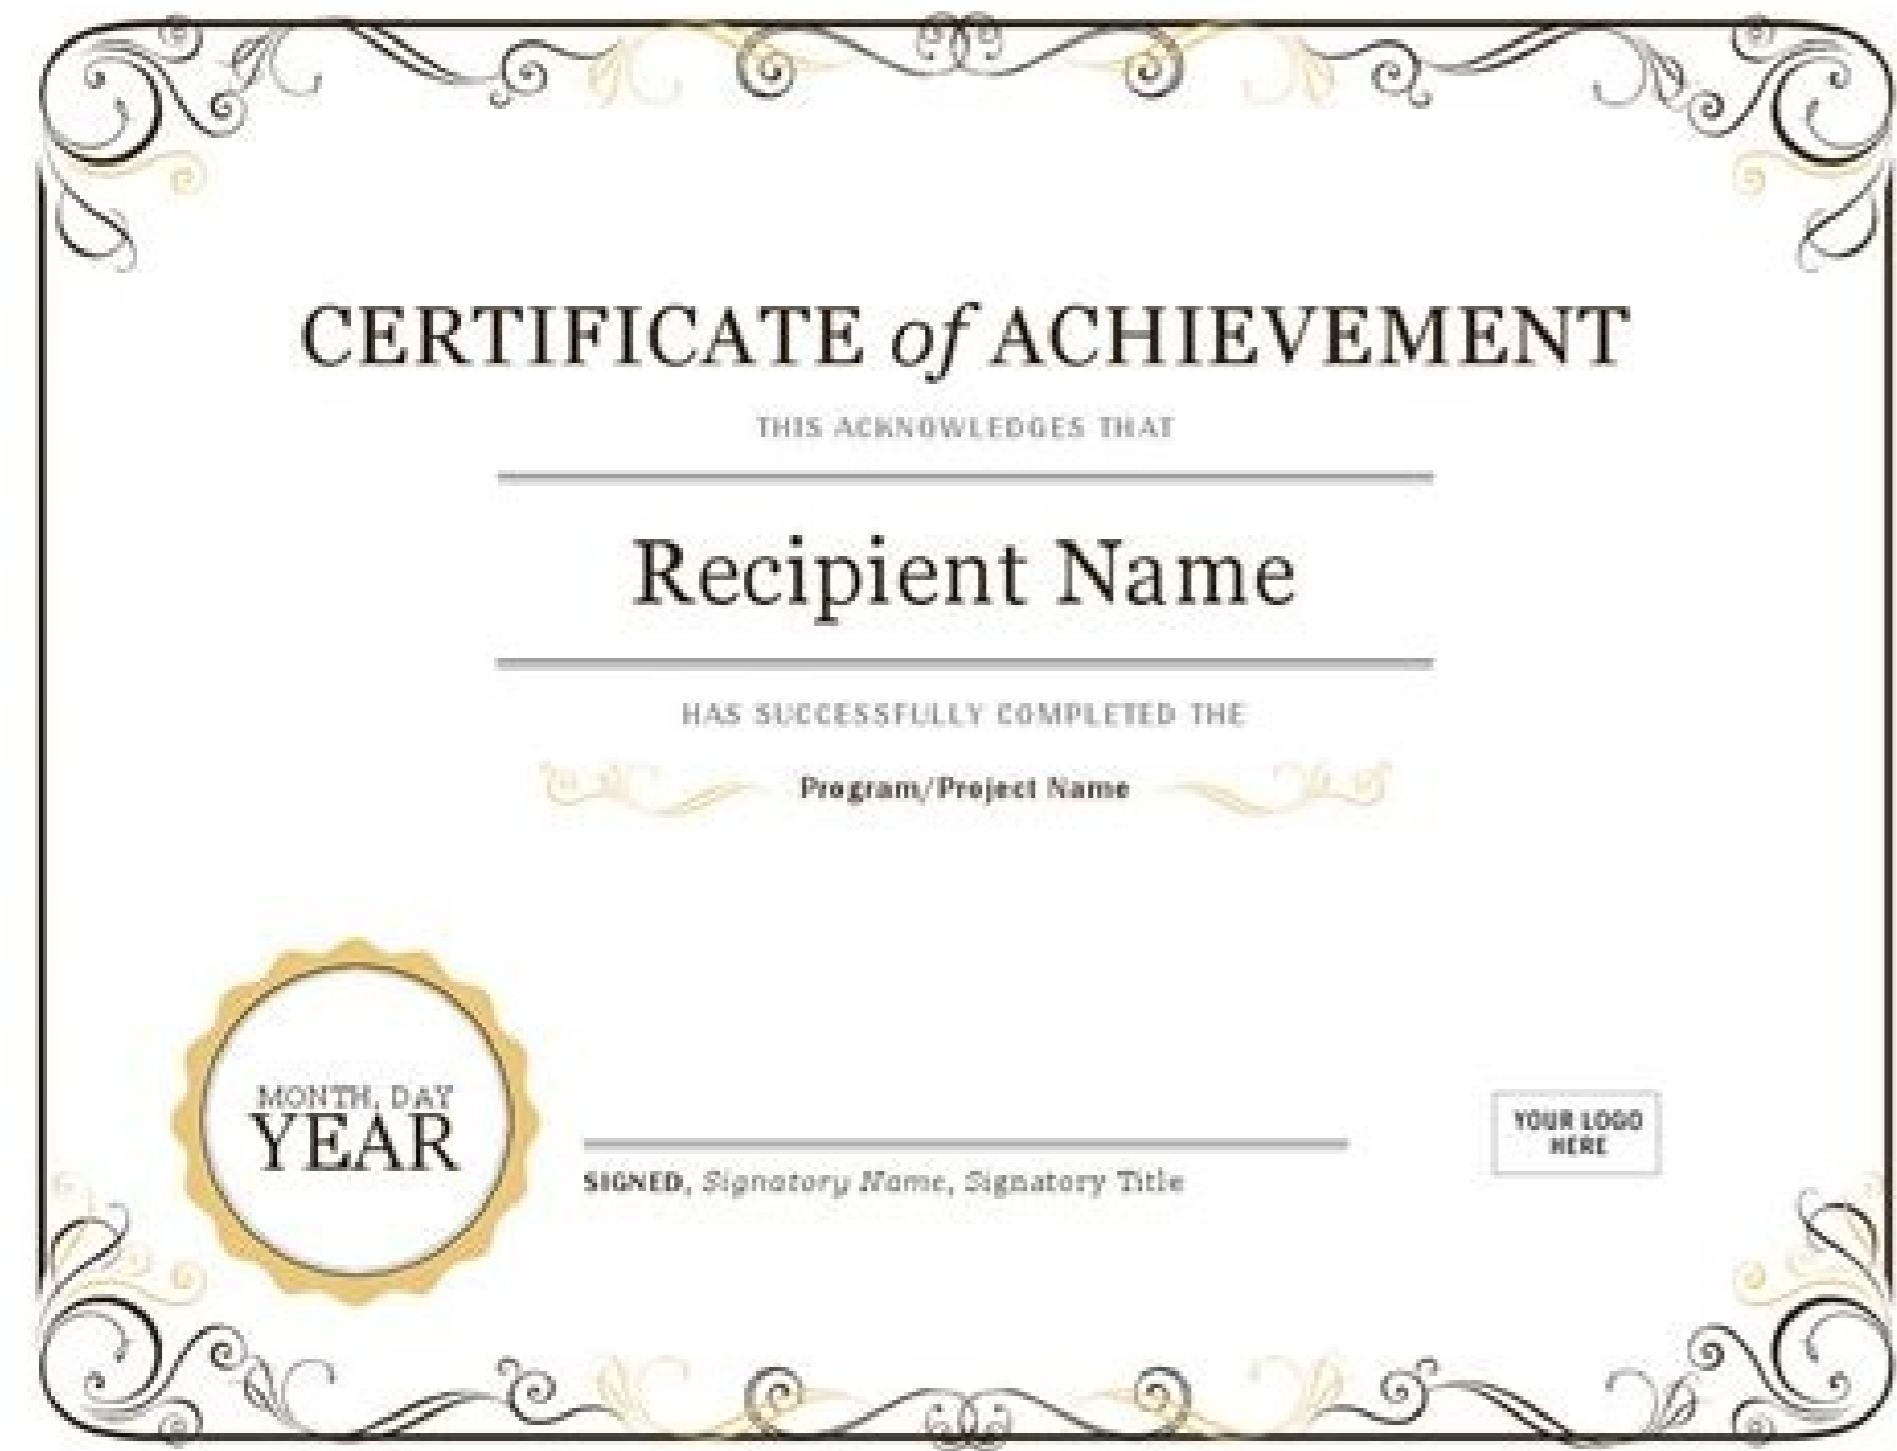 CERTIFICATE of ACHIEVEMENT
THIS ACKNOWLEDGES THAT
Recipient Name
HAS SUCCESSFULLY COMPLETED THE
Program/Project Name
MONTH, DAY
YEAR
SIGNED, Signatory Name, Signatory Title
YOUR LOGO
HERE